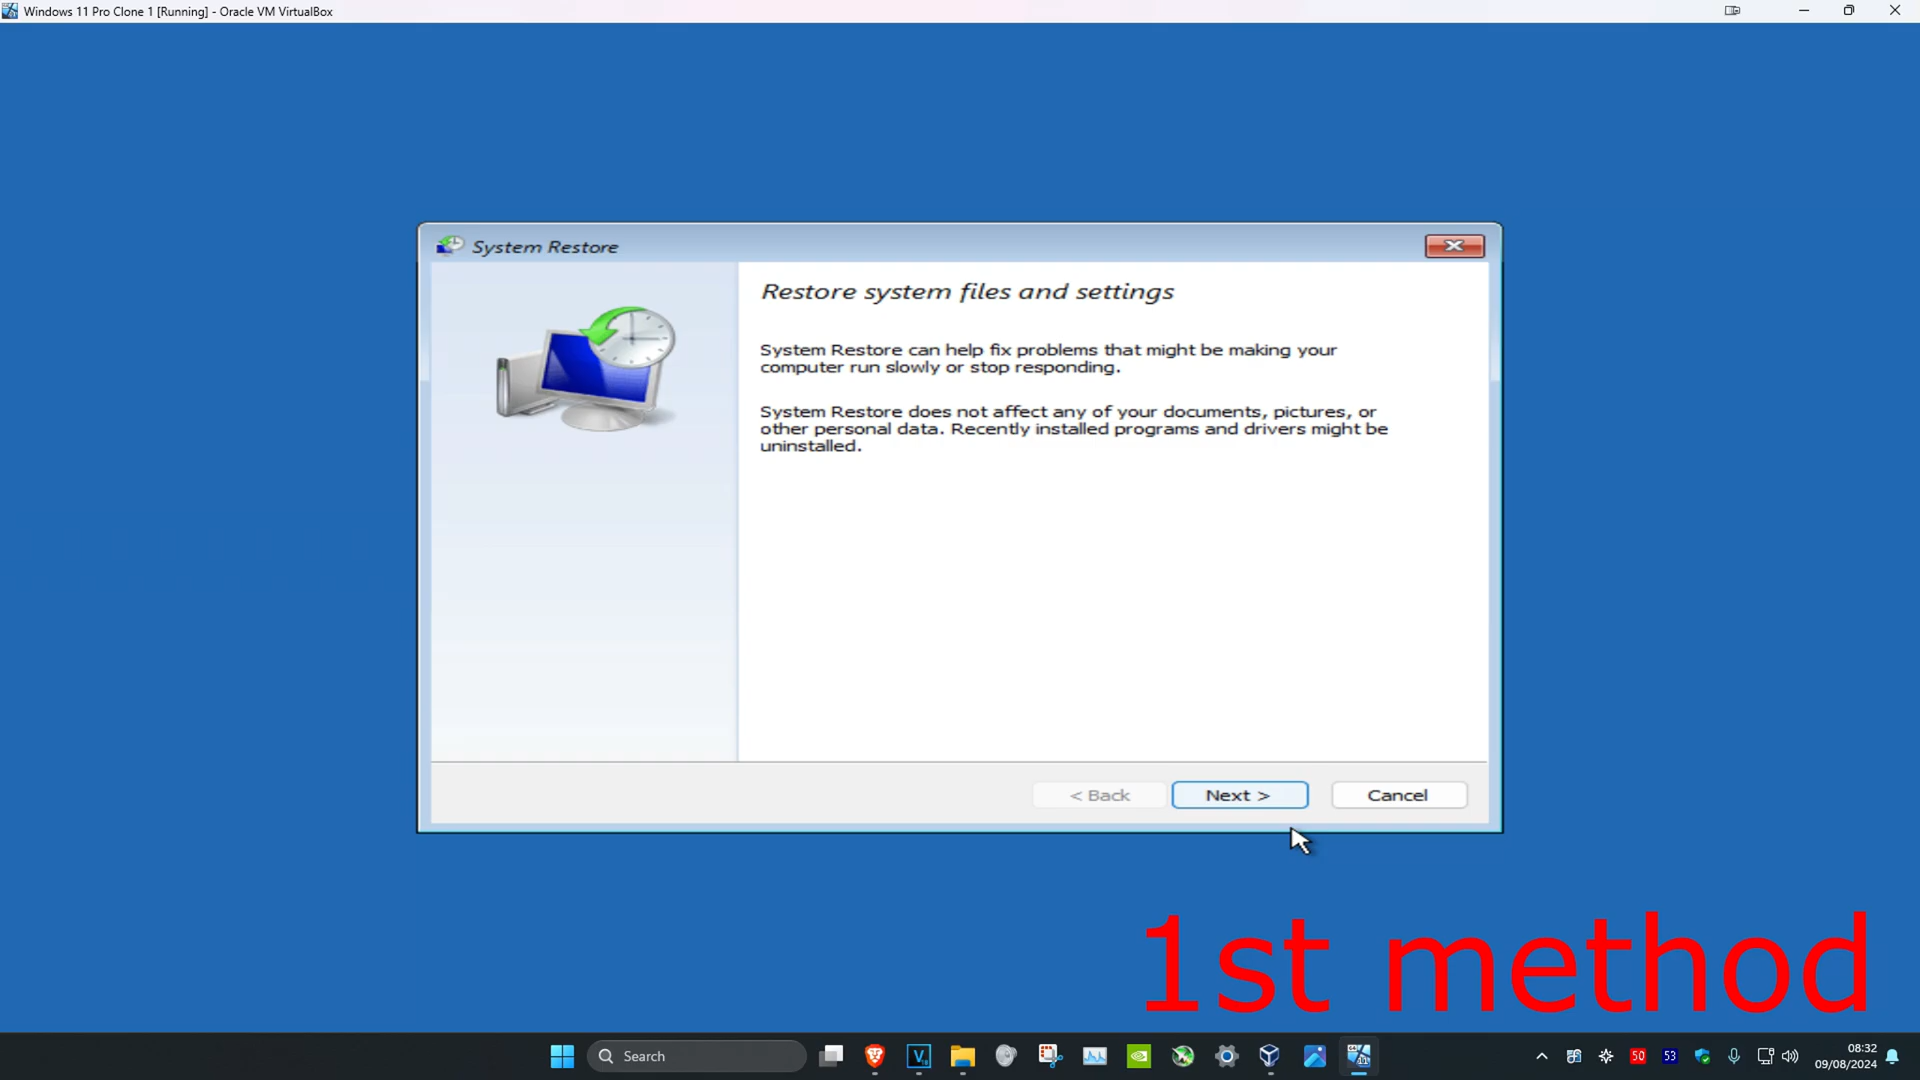 Windows 11 Pro Clone 1 [Running] - Oracle VM VirtualBox
System Restore
Restore system files and settings
System Restore can help fix problems that might be making your
computer run slowly or stop responding.
System Restore does not affect any of your documents, pictures, or
other personal data. Recently installed programs and drivers might be
uninstalled.
< Back
Next >
Cancel
1st method
Search
50
53
08:32
09/08/2024